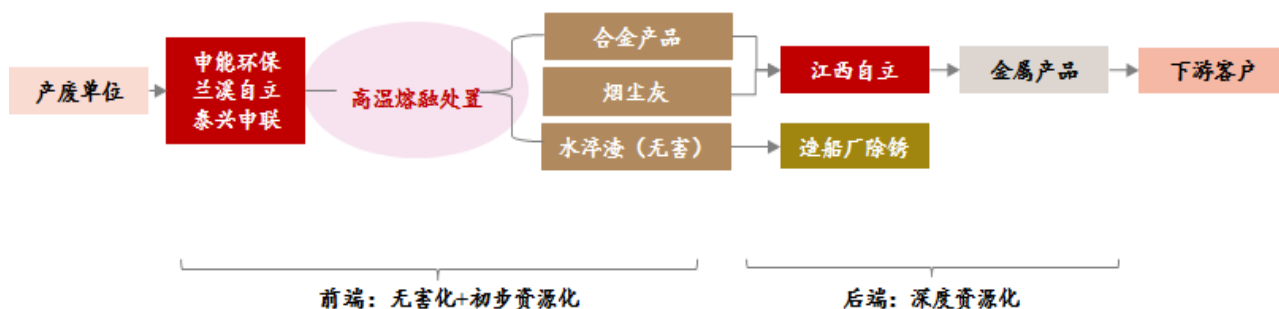 产废单位
申能环保
兰溪自立
泰兴申联
高温熔融处置
合金产品
烟尘灰
水淬渣（无害）
江西自立
造船厂除锈
金属产品
下游客户
前端：无害化+初步资源化
后端：深度资源化